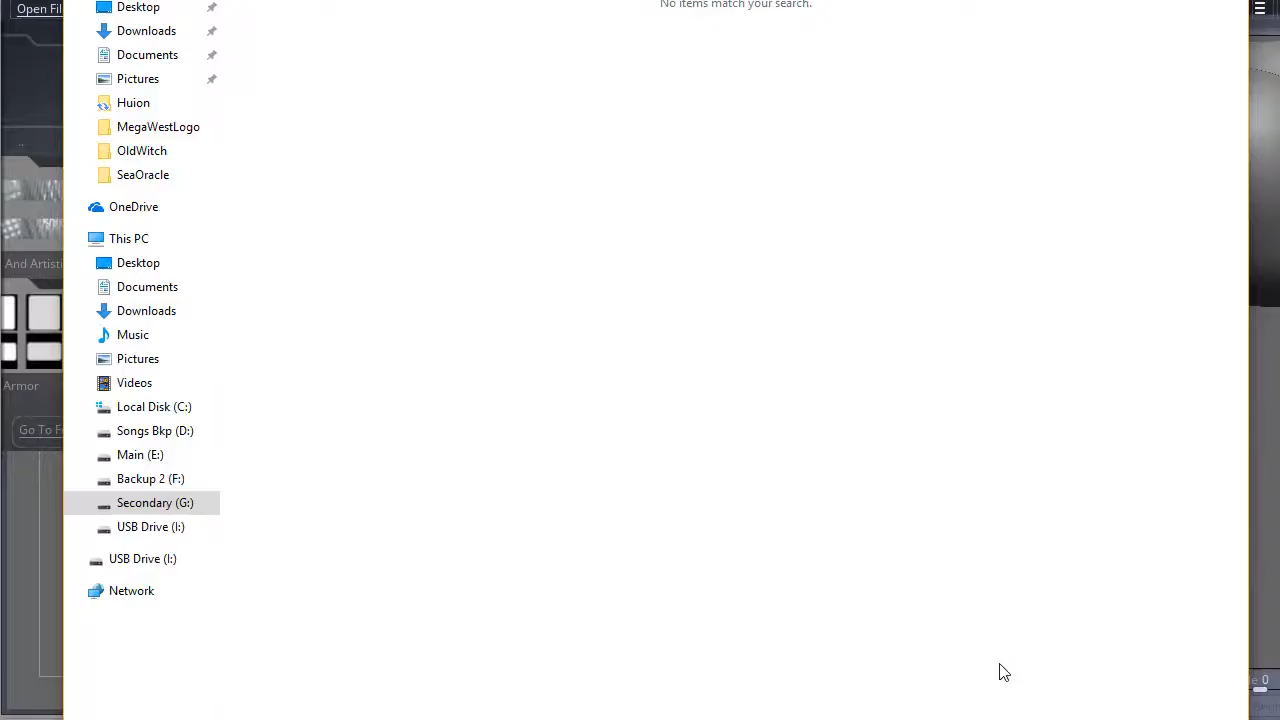 Open Fil
Desktop
No items match your search.
Downloads
Documents
Pictures
Huion
MegaWestLogo
OldWitch
SeaOracle
OneDrive
This PC
Desktop
And Artisti
Documents
Downloads
Music
Pictures
Armor
Videos
Local Disk (C:)
Go To F
Songs Bkp (D:)
Main (E:)
Backup 2 (F:)
Secondary (G:)
USB Drive (I:)
USB Drive (I:)
Network
e 0